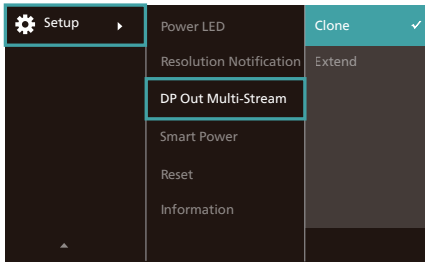 Setup
Power LED
Resolution Notification
DP Out Multi-Stream
Smart Power
Reset
Information
Clone
Extend